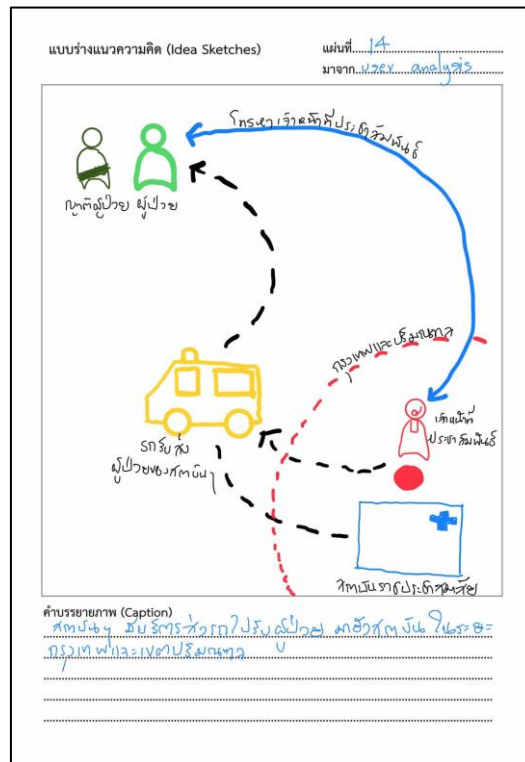 แบบร่างแนวความคิด (Idea Sketches)
แผ่นที่ 14
มาจาก user analysis
โทรหาเจ้าหน้าที่ประชาสัมพันธ์
ญาติผู้ป่วย ผู้ป่วย
กรุงเทพและปริมณฑล
รถรับส่ง
ผู้ป่วยของสถาบันฯ
เจ้าหน้าที่
ประชาสัมพันธ์
สถาบันราชประชาสมาสัย
คำบรรยายภาพ (Caption)
สถาบันฯ มีบริการส่งรถไปรับผู้ป่วย มายังสถาบัน ในระยะ
กรุงเทพและเขตปริมณฑล